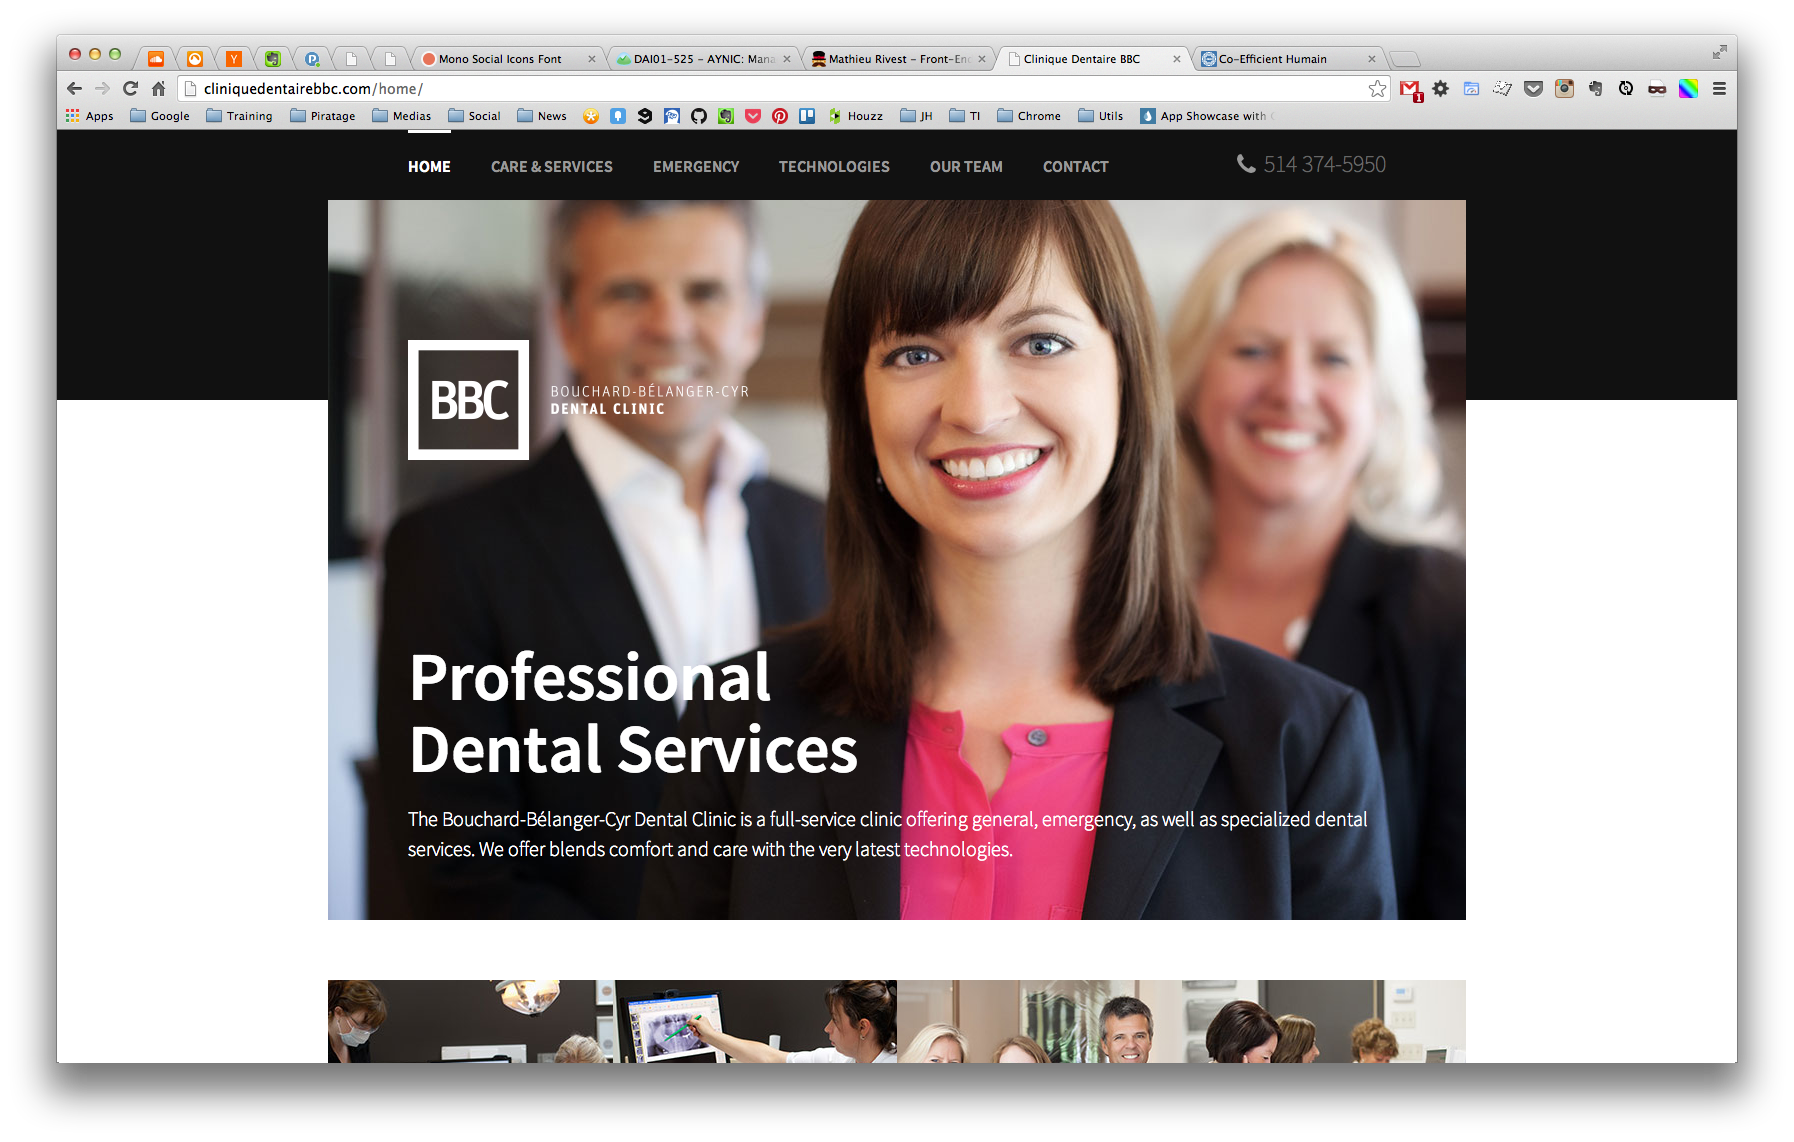 Mono Social Icons Font
DAI01-525 - AYNIC: Mana
Mathieu Rivest - Front-En
Clinique Dentaire BBC
Co-Efficient Humain
cliniquedentairebbc.com/home/
Apps
Google
Training
Piratage
Medias
Social
News
Houzz
JH
TI
Chrome
Utils
App Showcase with
HOME
CARE & SERVICES
EMERGENCY
TECHNOLOGIES
OUR TEAM
CONTACT
514 374-5950
BBC
BOUCHARD-BÉLANGER-CYR
DENTAL CLINIC
Professional
Dental Services
The Bouchard-Bélanger-Cyr Dental Clinic is a full-service clinic offering general, emergency, as well as specialized dental
services. We offer blends comfort and care with the very latest technologies.